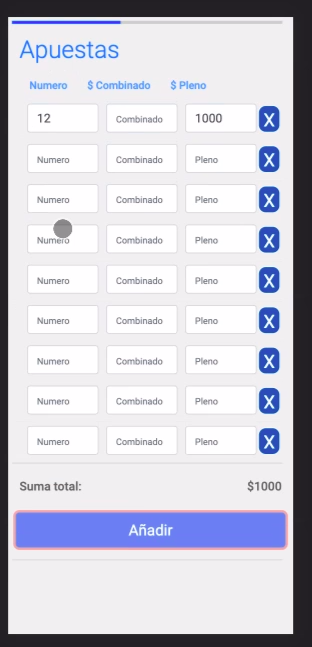 Apuestas
Numero $ Combinado $ Pleno
12 Combinado 1000 X
Numero Combinado Pleno X
Numero Combinado Pleno X
Numero Combinado Pleno X
Numero Combinado Pleno X
Numero Combinado Pleno X
Numero Combinado Pleno X
Numero Combinado Pleno X
Numero Combinado Pleno X
Suma total: $1000
Añadir